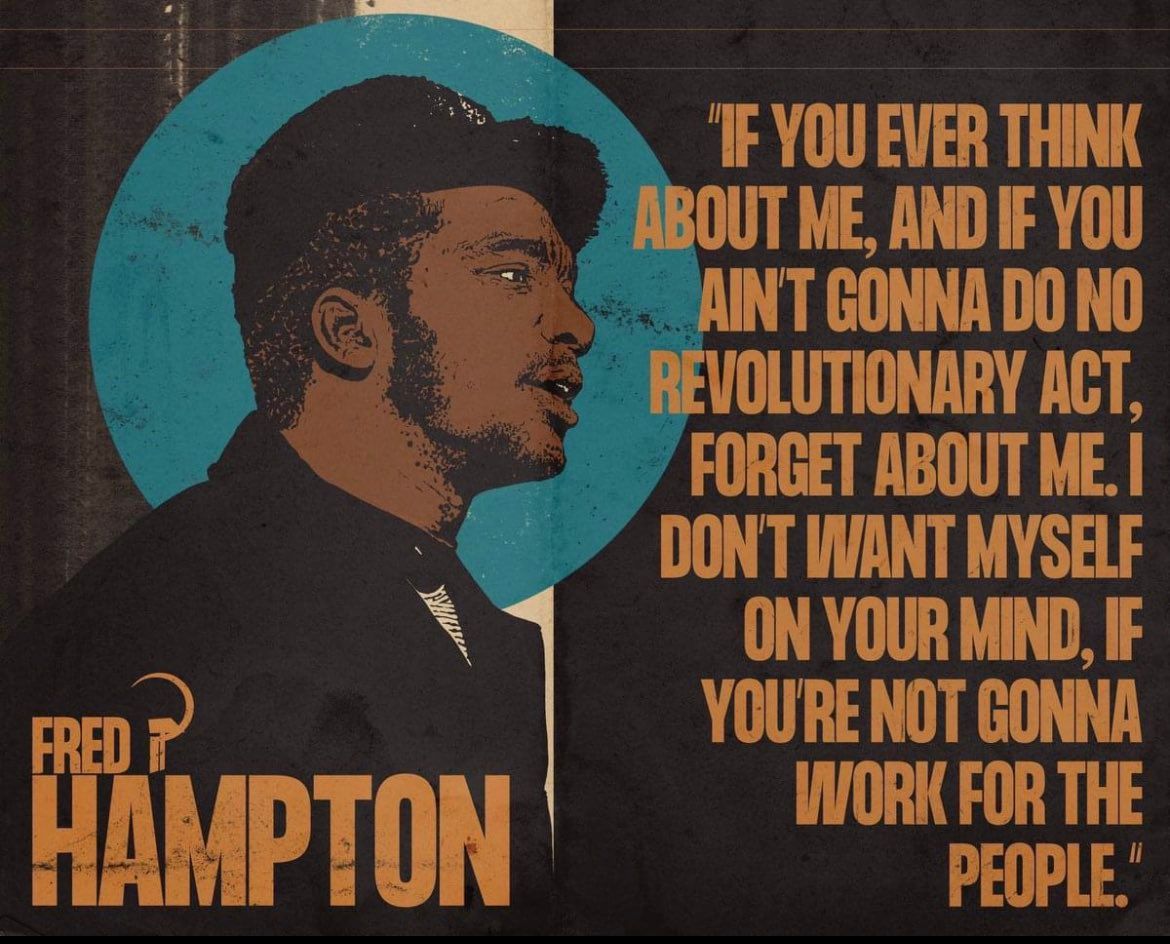 "IF YOU EVER THINK
ABOUT ME, AND IF YOU
AIN'T GONNA DO NO
REVOLUTIONARY ACT,
FORGET ABOUT ME. I
DON'T WANT MYSELF
ON YOUR MIND, IF
YOU'RE NOT GONNA
WORK FOR THE
PEOPLE."
FRED
HAMPTON